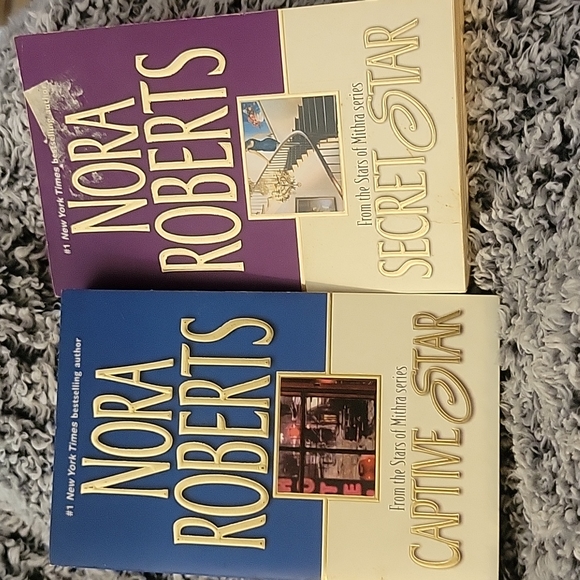 #1 New York Times bestselling author
NORA
ROBERTS
From the Stars of Mithra series
SECRET STAR
#1 New York Times bestselling author
NORA
ROBERTS
From the Stars of Mithra series
CAPTIVE STAR